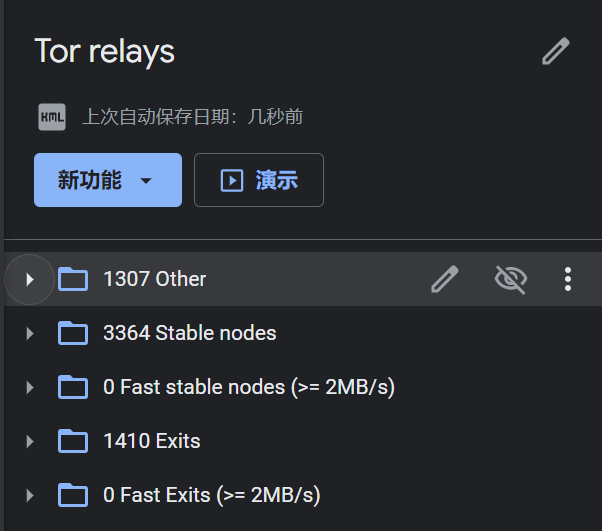 Tor relays
KML
上次自动保存日期：几秒前
新功能
演示
1307 Other
3364 Stable nodes
0 Fast stable nodes (>= 2MB/s)
1410 Exits
0 Fast Exits (>= 2MB/s)